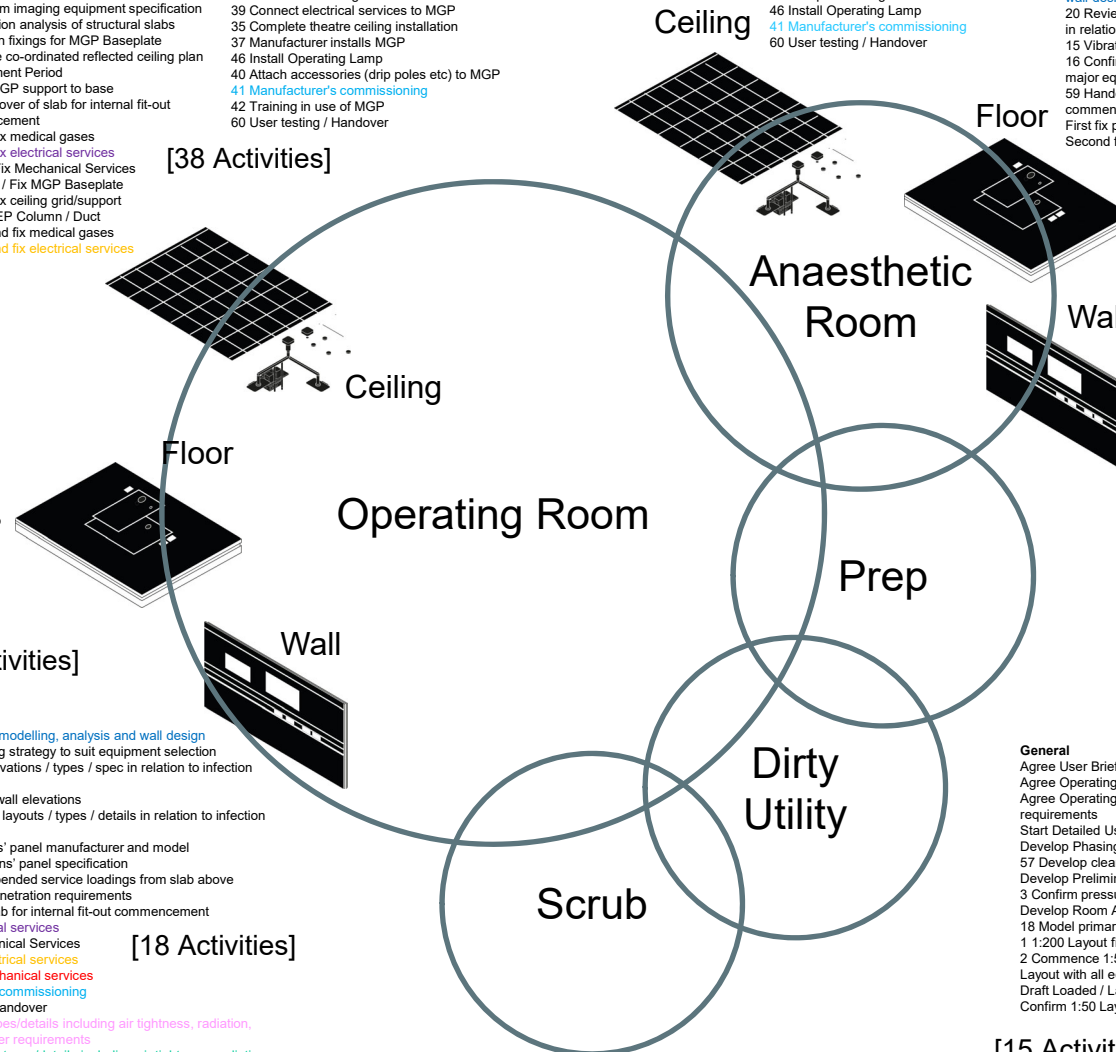 m imaging equipment specification
ion analysis of structural slabs
n fixings for MGP Baseplate
e co-ordinated reflected ceiling plan
ment Period
GP support to base
over of slab for internal fit-out
cement
x medical gases
x electrical services
ix Mechanical Services
/ Fix MGP Baseplate
x ceiling grid/support
EP Column / Duct
nd fix medical gases
nd fix electrical services
39 Connect electrical services to MGP
35 Complete theatre ceiling installation
37 Manufacturer installs MGP
46 Install Operating Lamp
40 Attach accessories (drip poles etc) to MGP
41 Manufacturer's commissioning
42 Training in use of MGP
60 User testing / Handover
[38 Activities]
Ceiling
46 Install Operating Lamp
41 Manufacturer's commissioning
60 User testing / Handover
20 Revie
in relatio
15 Vibrat
16 Confi
major eq
59 Hand
commen
First fix p
Second f
Floor
Anaesthetic
Room
Wal
Ceiling
Floor
Operating Room
Prep
Wall
tivities]
modelling, analysis and wall design
g strategy to suit equipment selection
vations / types / spec in relation to infection
wall elevations
layouts / types / details in relation to infection
s' panel manufacturer and model
ns' panel specification
pended service loadings from slab above
netration requirements
b for internal fit-out commencement
al services
nical Services
trical services
hanical services
commissioning
andover
pes/details including air tightness, radiation,
er requirements
[18 Activities]
Dirty
Utility
Scrub
General
Agree User Brief
Agree Operating
Agree Operating
requirements
Start Detailed Us
Develop Phasing
57 Develop clea
Develop Prelimin
3 Confirm pressu
Develop Room A
18 Model primar
1 1:200 Layout fi
2 Commence 1:5
Layout with all e
Draft Loaded / La
Confirm 1:50 Lay
[15 Activiti